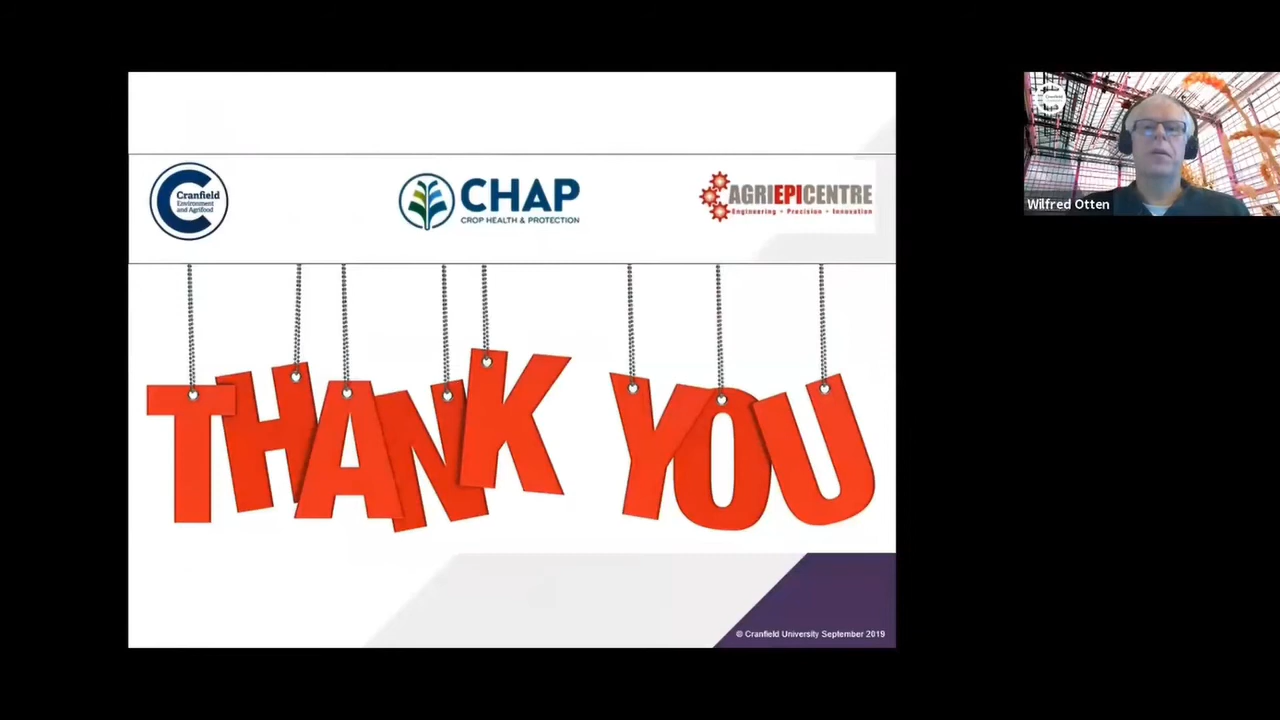 Cranfield
Environment
and Agrifood
CHAP
CROP HEALTH & PROTECTION
AGRIEPICENTRE
Engineering • Precision • Innovation
THANK YOU
© Cranfield University September 2019
Cranfield
Wilfred Otten